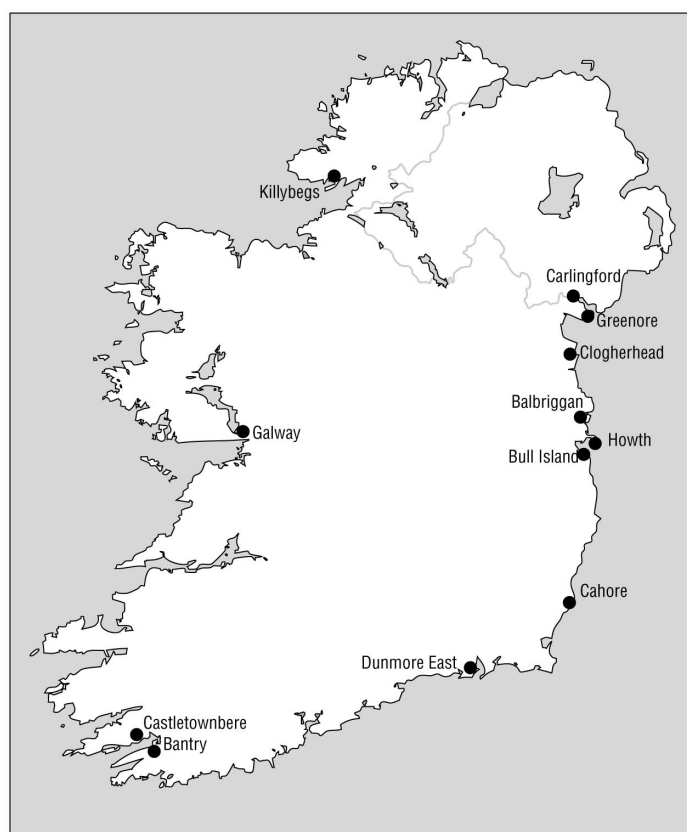 Killybegs
Carlingford
Greenore
Clogherhead
Balbriggan
Galway
Howth
Bull Island
Cahore
Dunmore East
Castletownbere
Bantry